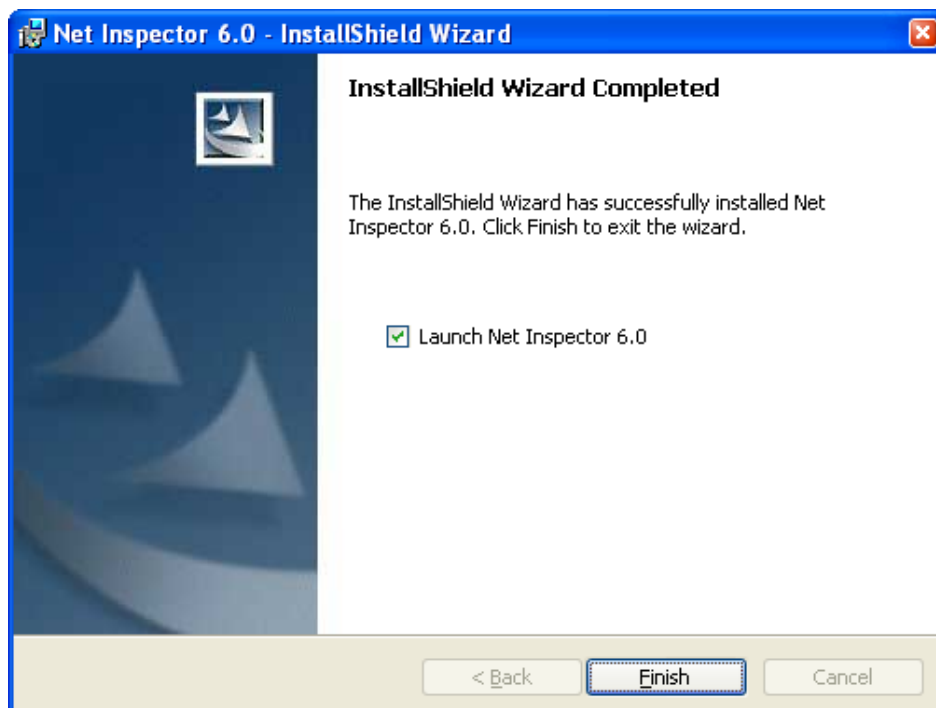 Net Inspector 6.0 - InstallShield Wizard
InstallShield Wizard Completed
The InstallShield Wizard has successfully installed Net
Inspector 6.0. Click Finish to exit the wizard.
Launch Net Inspector 6.0
< Back
Finish
Cancel